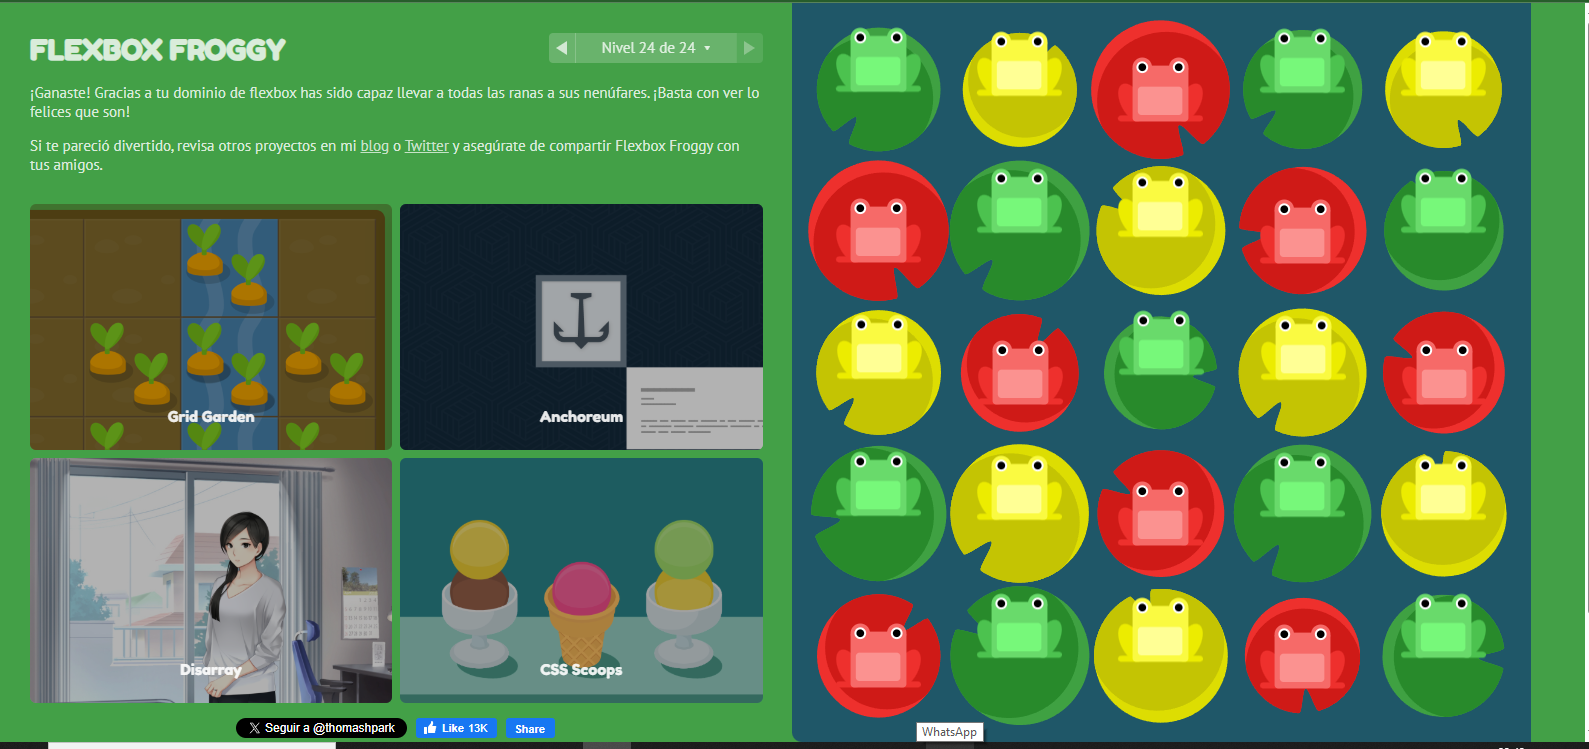 FLEXBOX FROGGY
Nivel 24 de 24
¡Ganaste! Gracias a tu dominio de flexbox has sido capaz llevar a todas las ranas a sus nenúfares. ¡Basta con ver lo
felices que son!
Si te pareció divertido, revisa otros proyectos en mi blog o Twitter y asegúrate de compartir Flexbox Froggy con
tus amigos.
Grid Garden
Anchoreum
Disarray
CSS Scoops
Seguir a @thomashpark
Like 13K
Share
WhatsApp